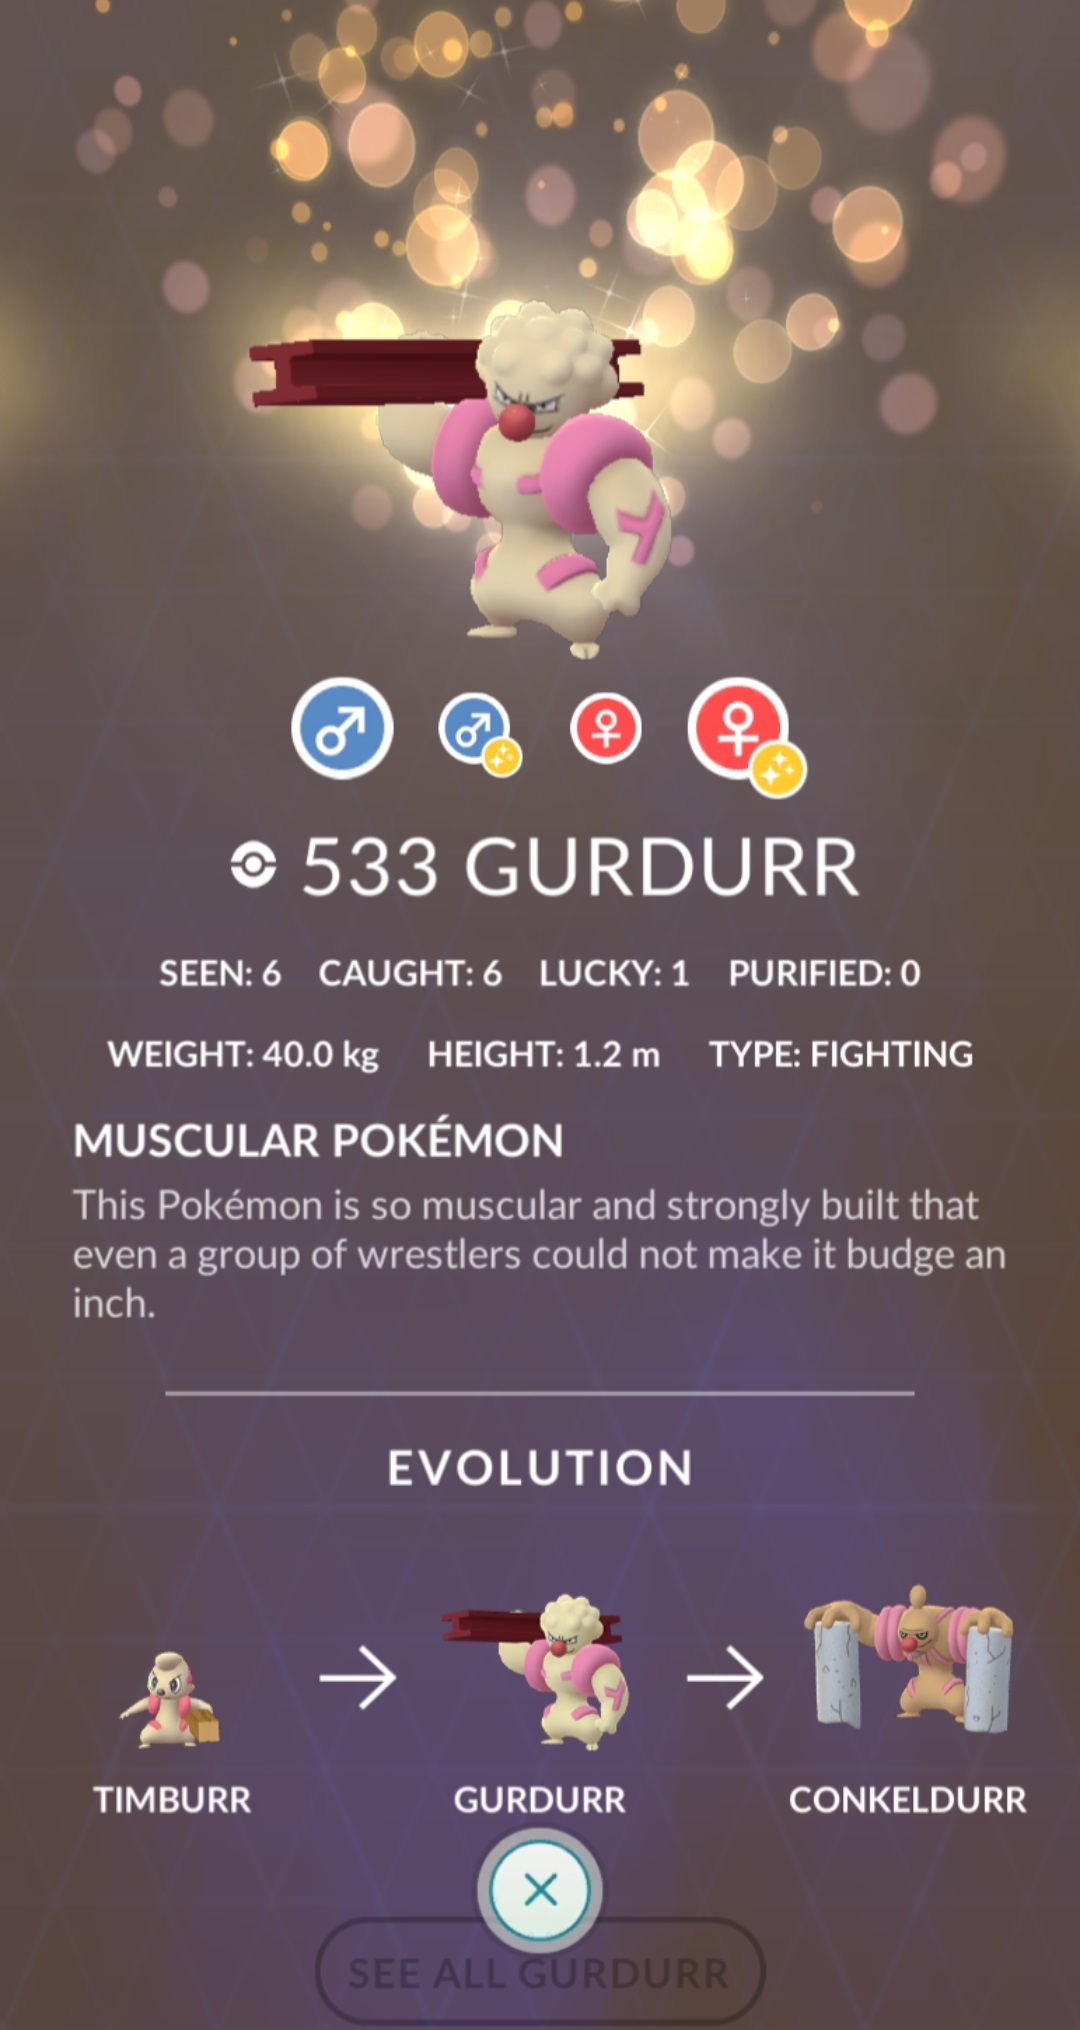 533 GURDURR
SEEN: 6 CAUGHT: 6 LUCKY: 1 PURIFIED: 0
WEIGHT: 40.0 kg HEIGHT: 1.2 m TYPE: FIGHTING
MUSCULAR POKÉMON
This Pokémon is so muscular and strongly built that
even a group of wrestlers could not make it budge an
inch.
EVOLUTION
TIMBURR GURDURR CONKELDURR
SEE ALL GURDURR